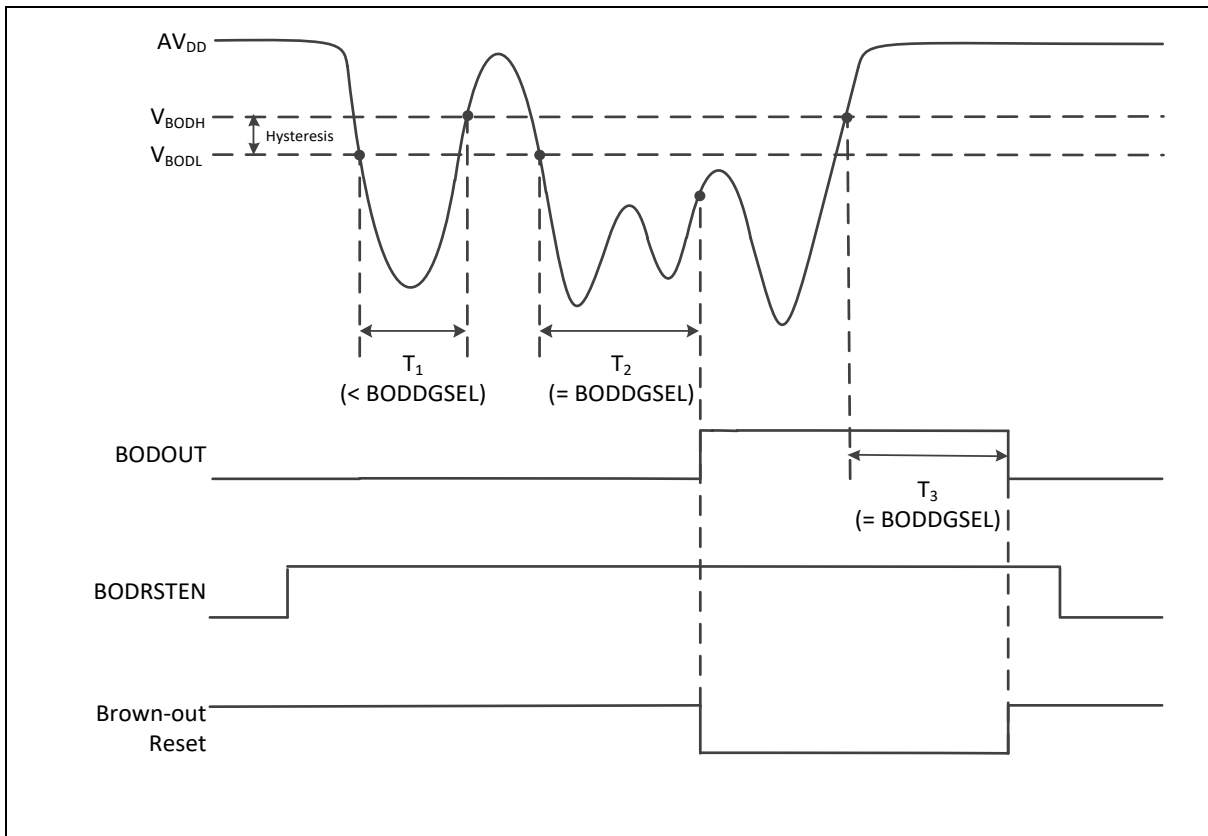 AVDD
VBODH
Hysteresis
VBODL
T1
(< BODDGSEL)
T2
(= BODDGSEL)
BODOUT
T3
(= BODDGSEL)
BODRSTEN
Brown-out
Reset